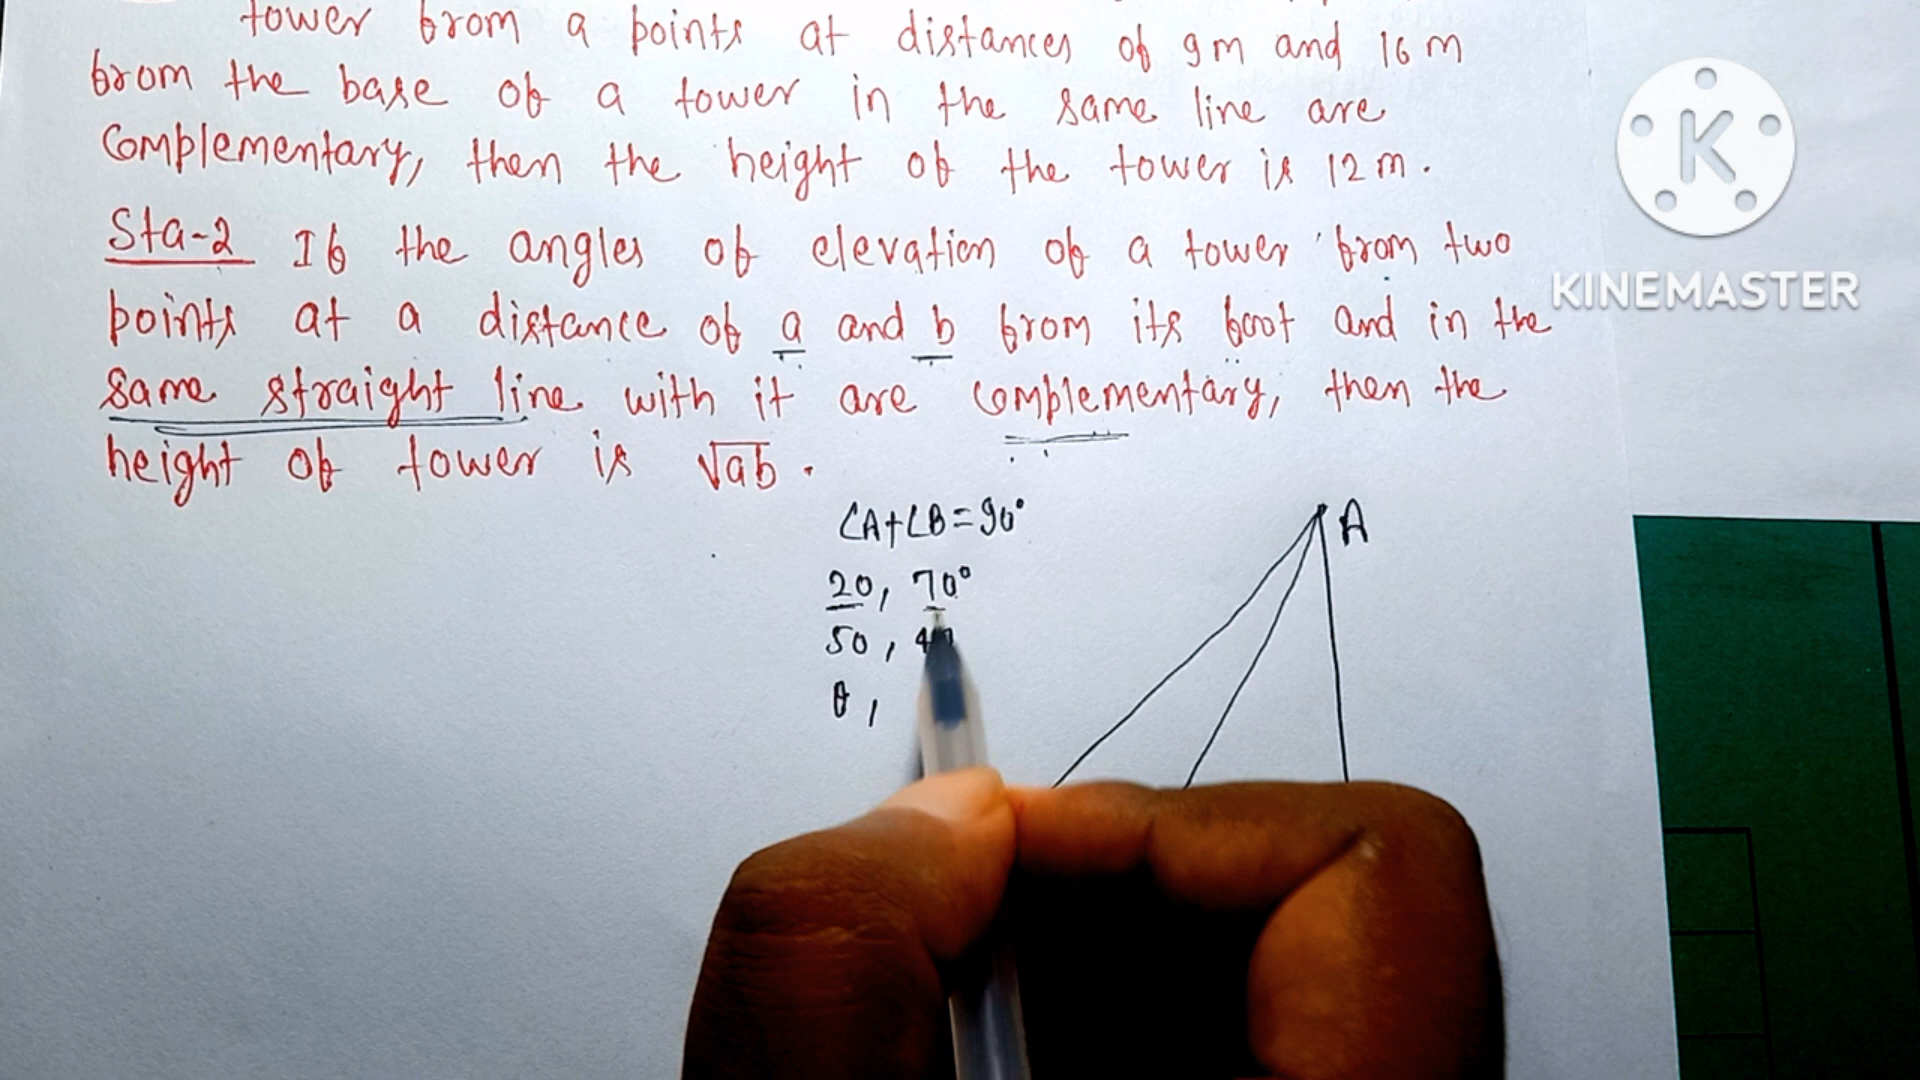 tower from a points at distances of 9m and 16 m
from the base of a tower in the same line are
Complementary, then the height of the tower is 12 m.
Sta-2 If the angles of elevation of a tower from two
points at a distance of a and b from its foot and in the
same straight line with it are complementary, then the
height of tower is √ab.
∠A+∠B=90°
20, 70°
50,
θ,
A
K
KINEMASTER